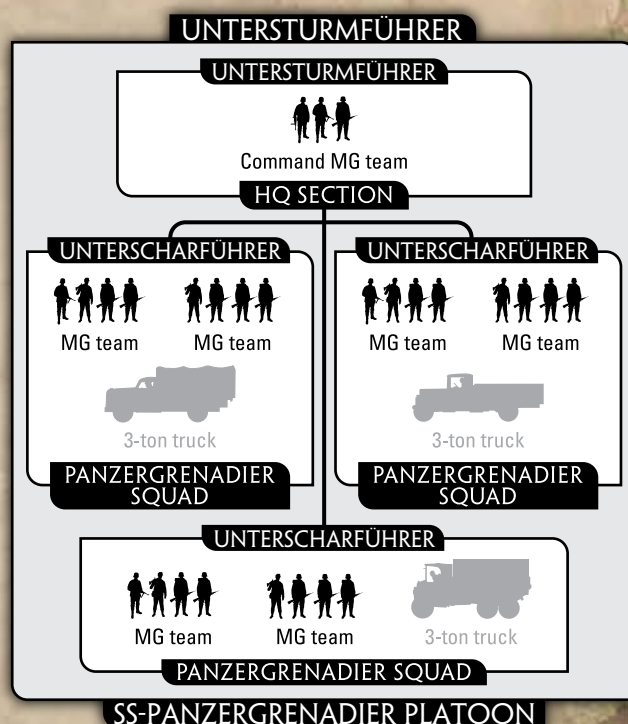 UNTERSTURMFÜHRER
UNTERSTURMFÜHRER
Command MG team
HQ SECTION
UNTERSCHARFÜHRER
MG team MG team
3-ton truck
PANZERGRENADIER
SQUAD
UNTERSCHARFÜHRER
MG team MG team
3-ton truck
PANZERGRENADIER
SQUAD
UNTERSCHARFÜHRER
MG team MG team 3-ton truck
PANZERGRENADIER SQUAD
SS-PANZERGRENADIER PLATOON